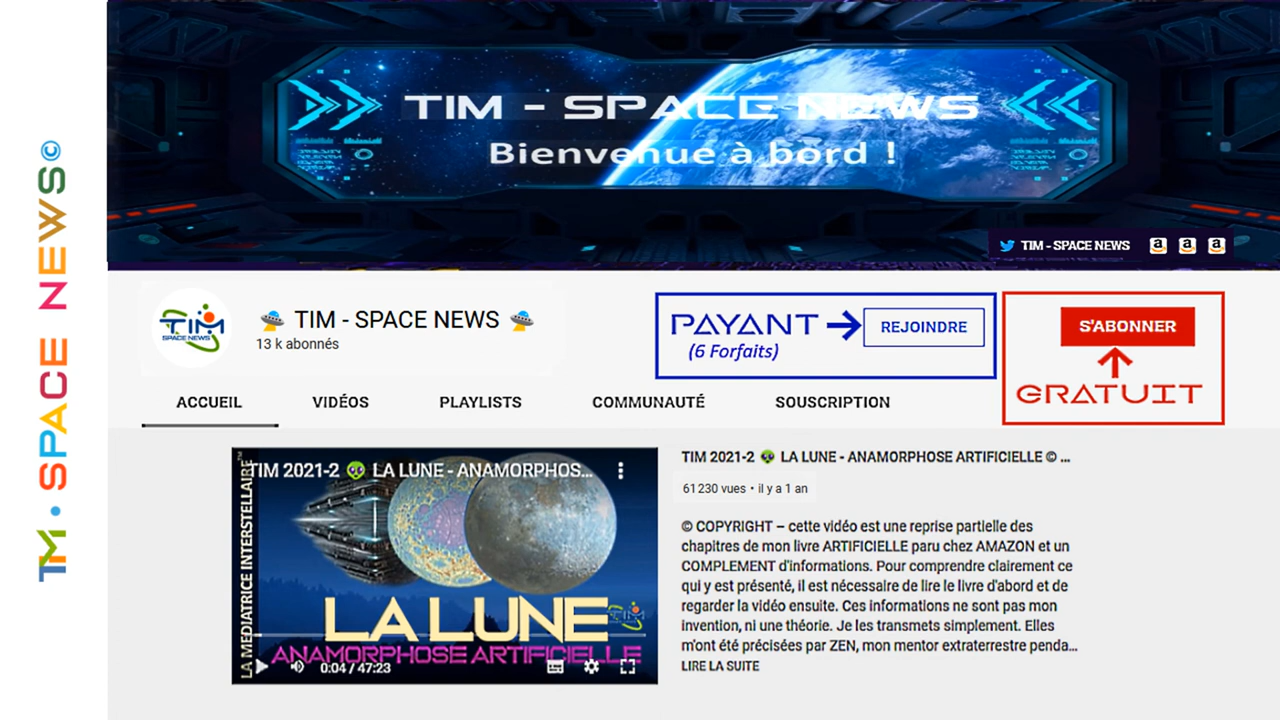 TIM • SPACE NEWS©
TIM - SPACE NEWS
Bienvenue à bord !
TIM - SPACE NEWS
a a a
TIM
SPACE NEWS
🛸 TIM - SPACE NEWS 🛸
13 k abonnés
PAYANT
(6 Forfaits)
REJOINDRE
S'ABONNER
GRATUIT
ACCUEIL VIDÉOS PLAYLISTS COMMUNAUTÉ SOUSCRIPTION
LA MEDIATRICE INTERSTELLAIRE™
TIM 2021-2 👽 LA LUNE - ANAMORPHOS...
LA LUNE
TIM
ANAMORPHOSE ARTIFICIELLE
0:04 / 47:23
TIM 2021-2 👽 LA LUNE - ANAMORPHOSE ARTIFICIELLE © ...
61 230 vues • il y a 1 an
© COPYRIGHT – cette vidéo est une reprise partielle des
chapitres de mon livre ARTIFICIELLE paru chez AMAZON et un
COMPLEMENT d'informations. Pour comprendre clairement ce
qui y est présenté, il est nécessaire de lire le livre d'abord et de
regarder la vidéo ensuite. Ces informations ne sont pas mon
invention, ni une théorie. Je les transmets simplement. Elles
m'ont été précisées par ZEN, mon mentor extraterrestre penda...
LIRE LA SUITE